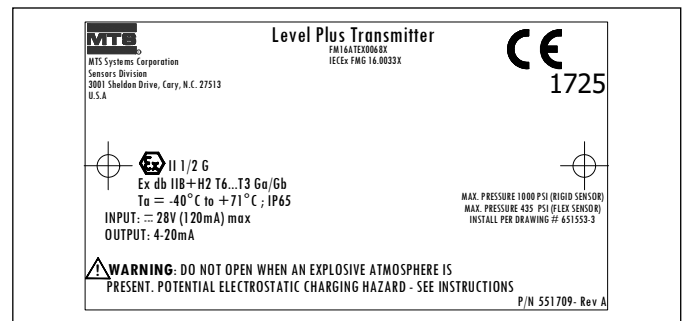 MTS
MTS Systems Corporation
Sensors Division
3001 Sheldon Drive, Cary, N.C. 27513
U.S.A
Level Plus Transmitter
FM16ATEX0068X
IECEx FMG 16.0033X
CE
1725
Ex II 1/2 G
Ex db IIB+H2 T6...T3 Ga/Gb
Ta = -40°C to +71°C ; IP65
INPUT: ⎓ 28V (120mA) max
OUTPUT: 4-20mA
MAX. PRESSURE 1000 PSI (RIGID SENSOR)
MAX. PRESSURE 435 PSI (FLEX SENSOR)
INSTALL PER DRAWING # 651553-3
WARNING: DO NOT OPEN WHEN AN EXPLOSIVE ATMOSPHERE IS
PRESENT. POTENTIAL ELECTROSTATIC CHARGING HAZARD - SEE INSTRUCTIONS
P/N 551709- Rev A